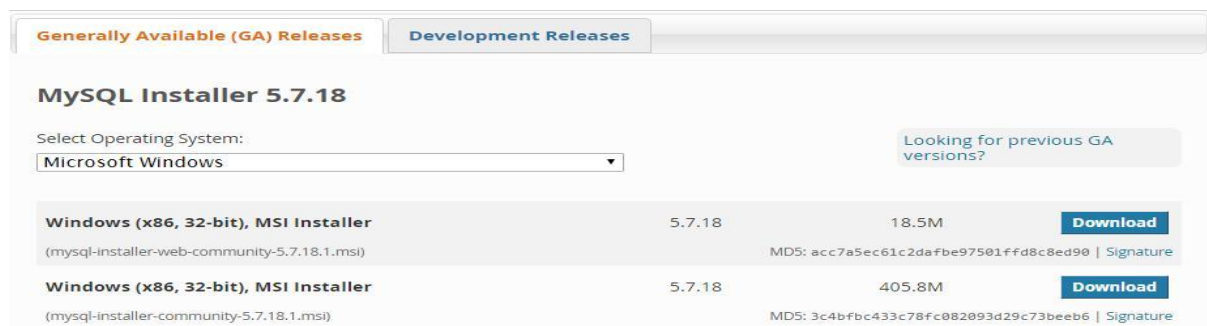 Generally Available (GA) Releases
Development Releases
MySQL Installer 5.7.18
Select Operating System:
Microsoft Windows
Looking for previous GA
versions?
Windows (x86, 32-bit), MSI Installer 5.7.18 18.5M Download
(mysql-installer-web-community-5.7.18.1.msi) MD5: acc7a5ec61c2dafbe97501ffd8c8ed90 | Signature
Windows (x86, 32-bit), MSI Installer 5.7.18 405.8M Download
(mysql-installer-community-5.7.18.1.msi) MD5: 3c4bfbc433c78fc082093d29c73beeb6 | Signature